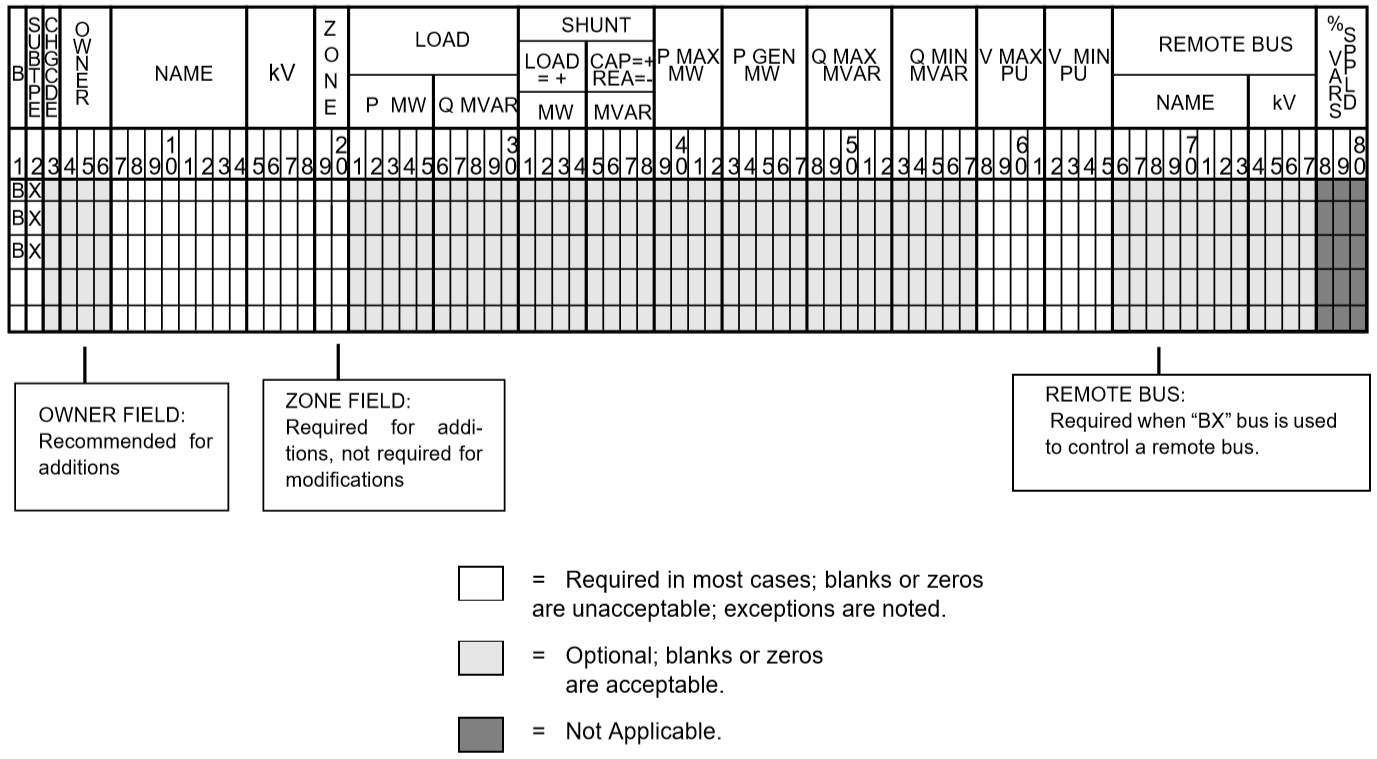 B
SUBTPE
CHGCDE
OWNER
NAME
kV
ZONE
LOAD
P MW
Q MVAR
SHUNT
LOAD
= +
MW
CAP=+
REA=-
MVAR
P MAX
MW
P GEN
MW
Q MAX
MVAR
Q MIN
MVAR
V MAX
PU
V MIN
PU
REMOTE BUS
NAME
kV
% VARS
SPPLD
1 2 3 4 5 6 7 8 9 10 1 2 3 4 5 6 7 8 9 20 1 2 3 4 5 6 7 8 9 30 1 2 3 4 5 6 7 8 9 40 1 2 3 4 5 6 7 8 9 50 1 2 3 4 5 6 7 8 9 60 1 2 3 4 5 6 7 8 9 70 1 2 3 4 5 6 7 8 9 80
B X
B X
B X
OWNER FIELD:
Recommended for
additions
ZONE FIELD:
Required for addi-
tions, not required for
modifications
REMOTE BUS:
Required when “BX” bus is used
to control a remote bus.
= Required in most cases; blanks or zeros
are unacceptable; exceptions are noted.
= Optional; blanks or zeros
are acceptable.
= Not Applicable.